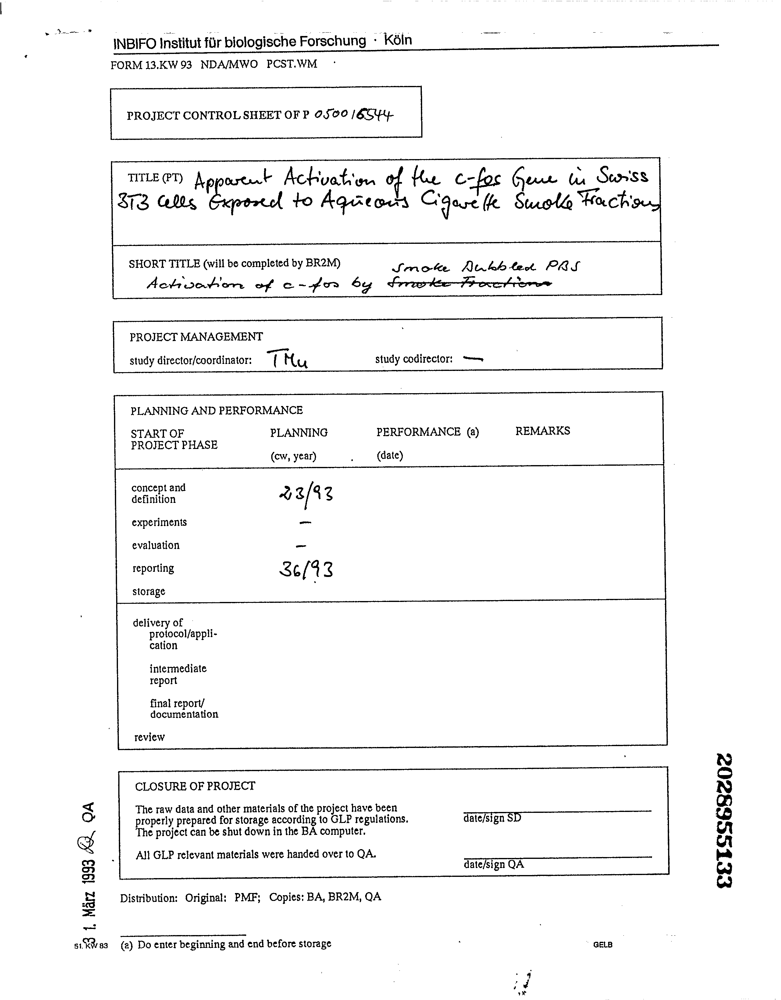 INBIFO Institut für biologische Forschung · Köln
FORM 13.KW 93 NDA/MWO PCST.WM
PROJECT CONTROL SHEET OF P 0500/6544
TITLE (PT) Apparent Activation of the c-fos Gene in Swiss
3T3 Cells Exposed to Aqueous Cigarette Smoke Fractions
SHORT TITLE (will be completed by BR2M) Smoke Bubbled PBS
Activation of c-fos by Smoke Fractions
PROJECT MANAGEMENT
study director/coordinator: TMu study codirector: —
PLANNING AND PERFORMANCE
START OF PLANNING PERFORMANCE (a) REMARKS
PROJECT PHASE
(cw, year) (date)
concept and
definition 23/93
experiments –
evaluation –
reporting 36/93
storage
delivery of
protocol/appli-
cation
intermediate
report
final report/
documentation
review
CLOSURE OF PROJECT
The raw data and other materials of the project have been
properly prepared for storage according to GLP regulations. date/sign SD
The project can be shut down in the BA computer.
All GLP relevant materials were handed over to QA.
date/sign QA
Distribution: Original: PMF; Copies: BA, BR2M, QA
(a) Do enter beginning and end before storage
GELB
2028955133
31. März 1993 QA